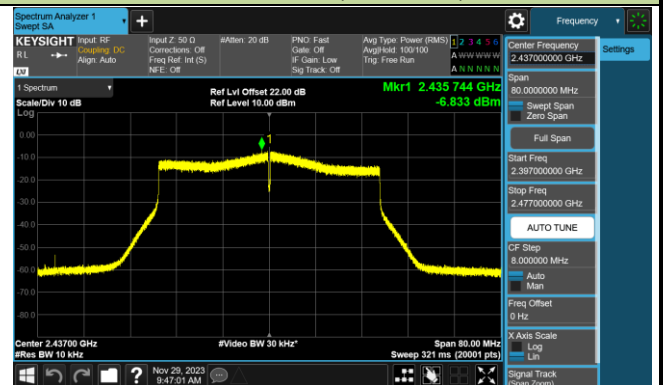 Spectrum Analyzer 1
Swept SA
+
Frequency
KEYSIGHT
RL
LXI
Input: RF
Coupling: DC
Align: Auto
Input Z: 50 Ω
Corrections: Off
Freq Ref: Int (S)
NFE: Off
#Atten: 20 dB
PNO: Fast
Gate: Off
IF Gain: Low
Sig Track: Off
Avg Type: Power (RMS)
Avg|Hold: 100/100
Trig: Free Run
1 2 3 4 5 6
A W W W W W
A N N N N N
1 Spectrum
Scale/Div 10 dB
Log
Ref Lvl Offset 22.00 dB
Ref Level 10.00 dBm
Mkr1 2.435 744 GHz
-6.833 dBm
1
0.00
-10.0
-20.0
-30.0
-40.0
-50.0
-60.0
-70.0
-80.0
Center 2.43700 GHz
#Res BW 10 kHz
#Video BW 30 kHz*
Span 80.00 MHz
Sweep 321 ms (20001 pts)
?
Nov 29, 2023
9:47:01 AM
Center Frequency
2.437000000 GHz
Settings
Span
80.0000000 MHz
Swept Span
Zero Span
Full Span
Start Freq
2.397000000 GHz
Stop Freq
2.477000000 GHz
AUTO TUNE
CF Step
8.000000 MHz
Auto
Man
Freq Offset
0 Hz
X Axis Scale
Log
Lin
Signal Track
(Span Zoom)